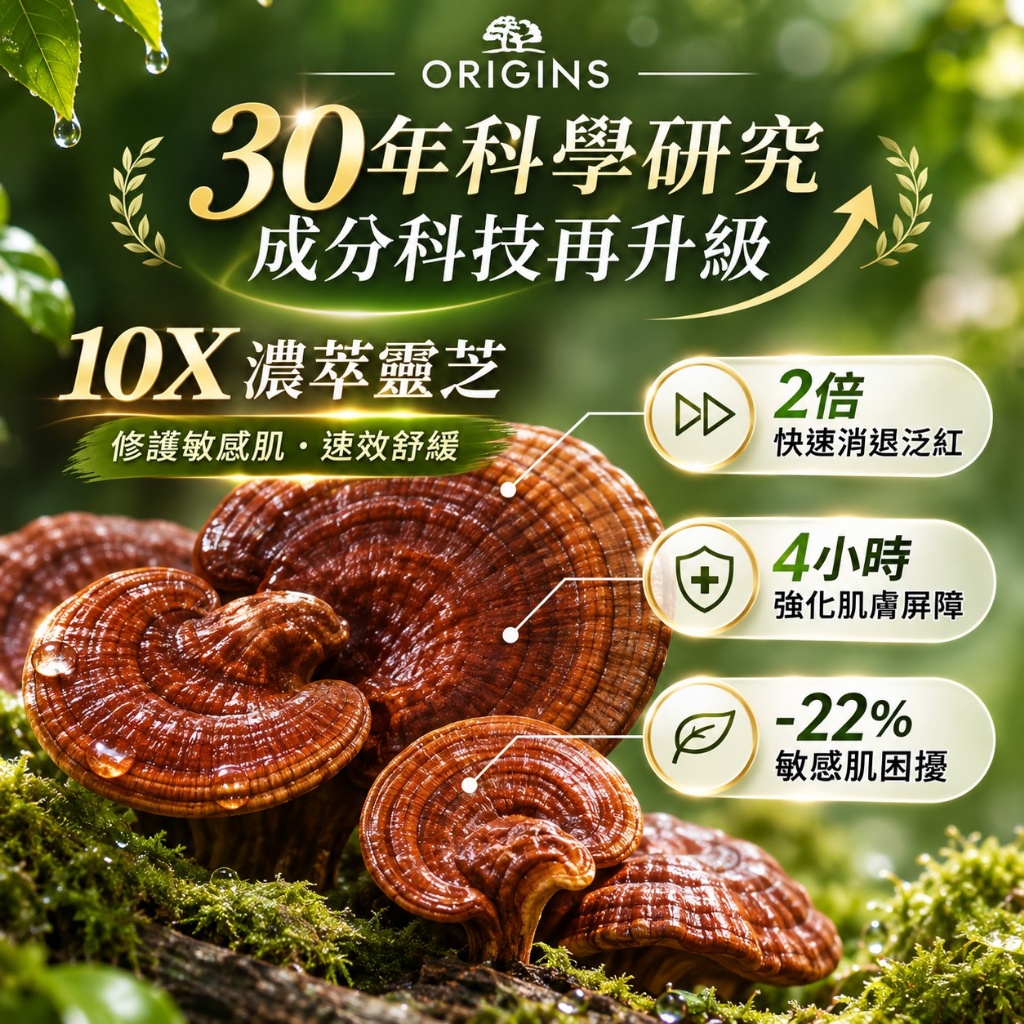 ORIGINS
30年科學研究
成分科技再升級
10X 濃萃靈芝
修護敏感肌・速效舒緩
2倍
快速消退泛紅
4小時
強化肌膚屏障
-22%
敏感肌困擾